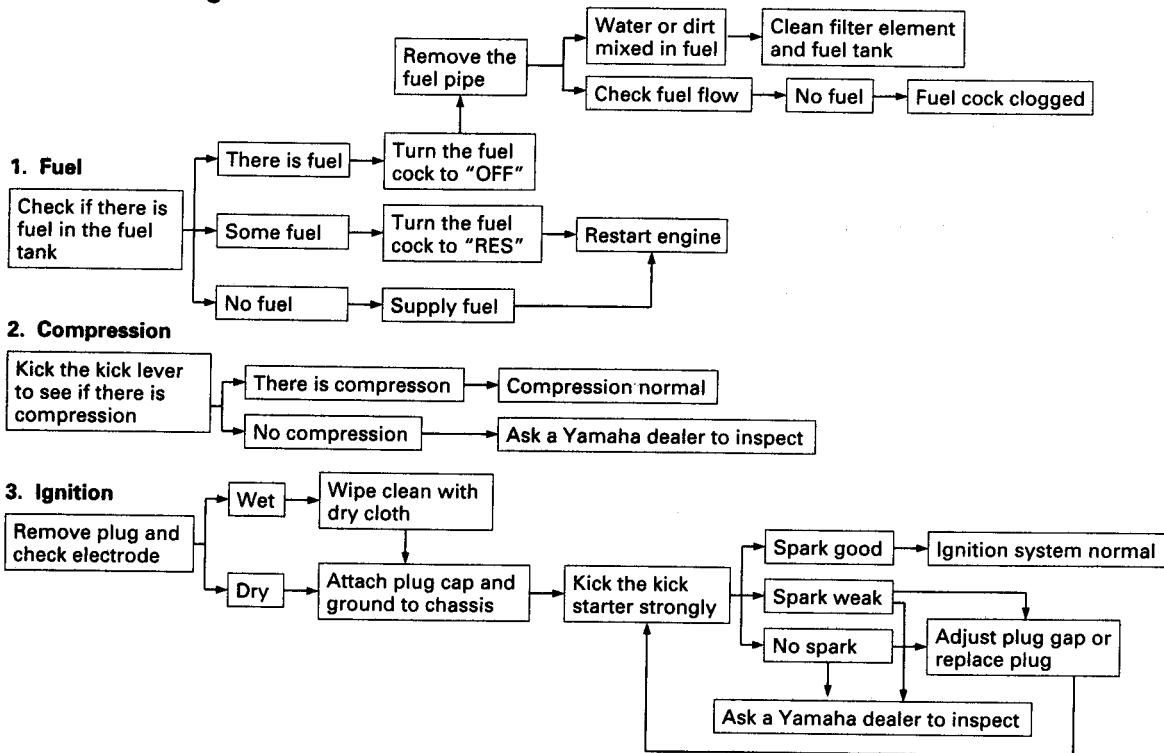 Water or dirt
mixed in fuel
Clean filter element
and fuel tank
Remove the
fuel pipe
Check fuel flow
No fuel
Fuel cock clogged
1. Fuel
There is fuel
Turn the fuel
cock to “OFF”
Check if there is
fuel in the fuel
tank
Some fuel
Turn the fuel
cock to “RES”
Restart engine
No fuel
Supply fuel
2. Compression
Kick the kick lever
to see if there is
compression
There is compresson
Compression normal
No compression
Ask a Yamaha dealer to inspect
3. Ignition
Remove plug and
check electrode
Wet
Wipe clean with
dry cloth
Dry
Attach plug cap and
ground to chassis
Kick the kick
starter strongly
Spark good
Ignition system normal
Spark weak
No spark
Adjust plug gap or
replace plug
Ask a Yamaha dealer to inspect